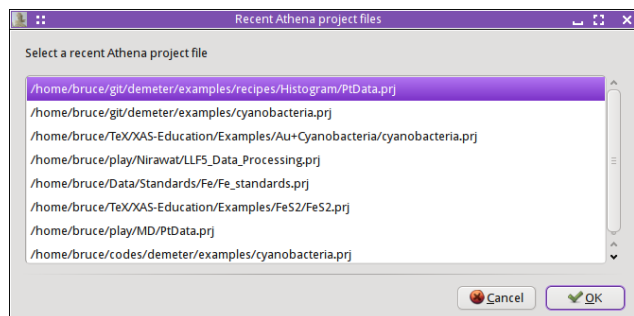 Recent Athena project files
Select a recent Athena project file
/home/bruce/git/demeter/examples/recipes/Histogram/PtData.prj
/home/bruce/git/demeter/examples/cyanobacteria.prj
/home/bruce/TeX/XAS-Education/Examples/Au+Cyanobacteria/cyanobacteria.prj
/home/bruce/play/Nirawat/LLF5_Data_Processing.prj
/home/bruce/Data/Standards/Fe/Fe_standards.prj
/home/bruce/TeX/XAS-Education/Examples/FeS2/FeS2.prj
/home/bruce/play/MD/PtData.prj
/home/bruce/codes/demeter/examples/cyanobacteria.prj
Cancel OK